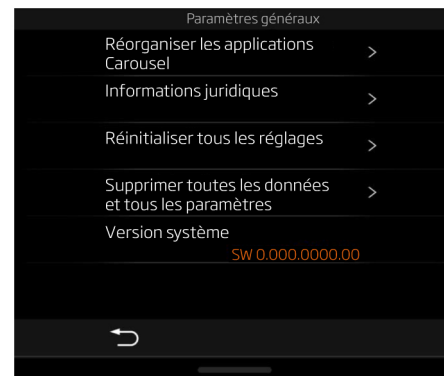 Paramètres généraux
Réorganiser les applications
Carousel
Informations juridiques
Réinitialiser tous les réglages
Supprimer toutes les données
et tous les paramètres
Version système
SW 0.000.0000.00